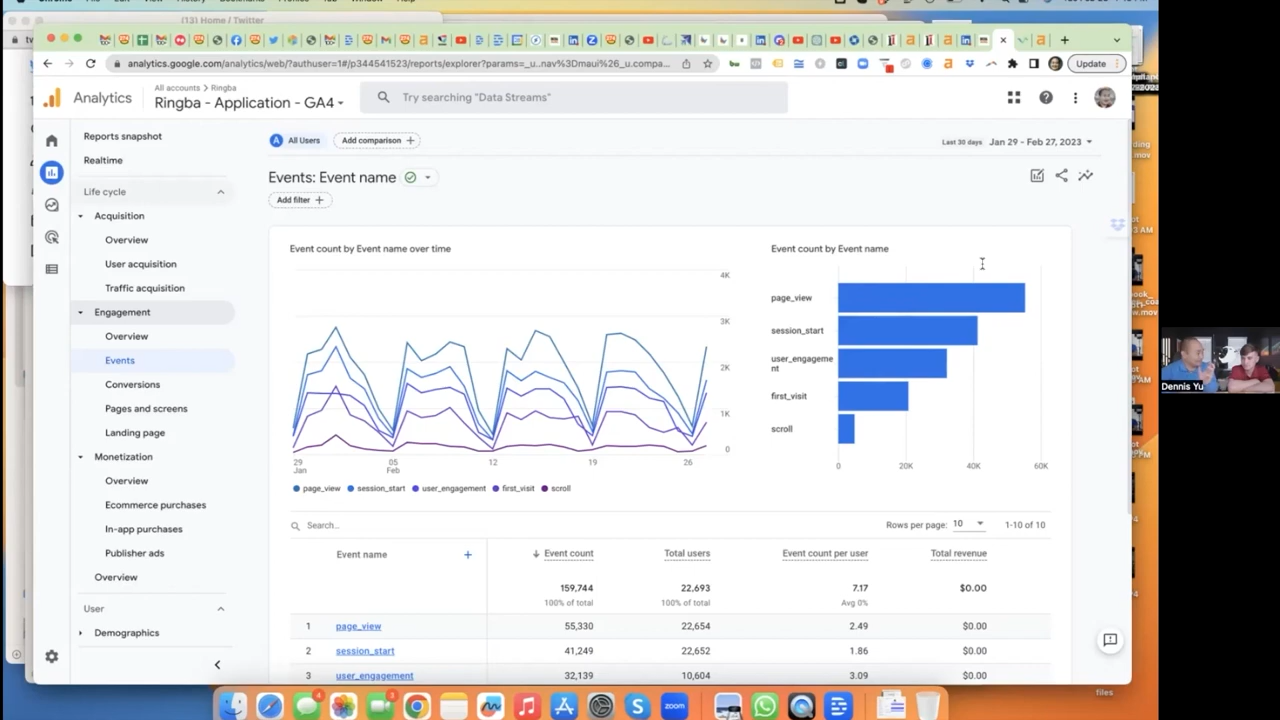 (13) Home / Twitter
analytics.google.com/analytics/web/?authuser=1#/p344541523/reports/explorer?params=_u..nav%3Dmaui%26_u.compa...
Update
Analytics
All accounts > Ringba
Ringba - Application - GA4
Try searching "Data Streams"
Reports snapshot
Realtime
Life cycle
Acquisition
Overview
User acquisition
Traffic acquisition
Engagement
Overview
Events
Conversions
Pages and screens
Landing page
Monetization
Overview
Ecommerce purchases
In-app purchases
Publisher ads
Overview
User
Demographics
A All Users
Add comparison +
Last 30 days Jan 29 - Feb 27, 2023
Events: Event name
Add filter +
Event count by Event name over time
4K
3K
2K
1K
0
29
Jan
05
Feb
12
19
26
page_view session_start user_engagement first_visit scroll
Event count by Event name
page_view
session_start
user_engageme
nt
first_visit
scroll
0 20K 40K 60K
Search...
Rows per page: 10 1-10 of 10
Event name + Event count Total users Event count per user Total revenue
159,744 22,693 7.17 $0.00
100% of total 100% of total Avg 0%
1 page_view 55,330 22,654 2.49 $0.00
2 session_start 41,249 22,652 1.86 $0.00
3 user_engagement 32,139 10,604 3.09 $0.00
Dennis Yu
zoom
files